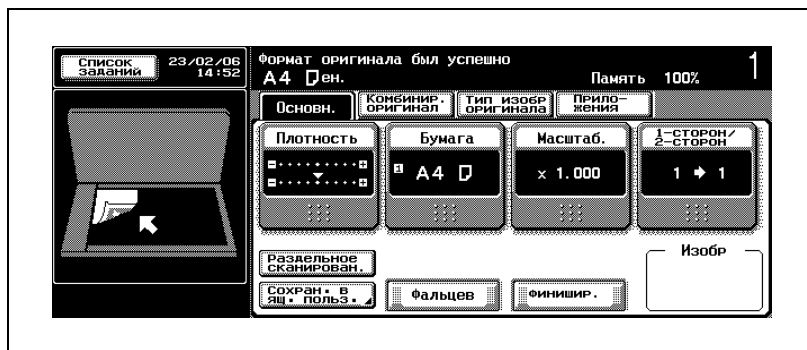 Список
заданий
23/02/06
14:52
Формат оригинала был успешно
A4 ен.
Память 100%
1
Основн.
Комбинир.
оригинал
Тип изобр
оригинала
Прило-
жения
Плотность
Бумага
Масштаб.
1-сторон/
2-сторон
1 A4
x 1.000
1 → 1
Раздельное
сканирован.
Сохран. в
ящ. польз.
Фальцев
Финишир.
Изобр